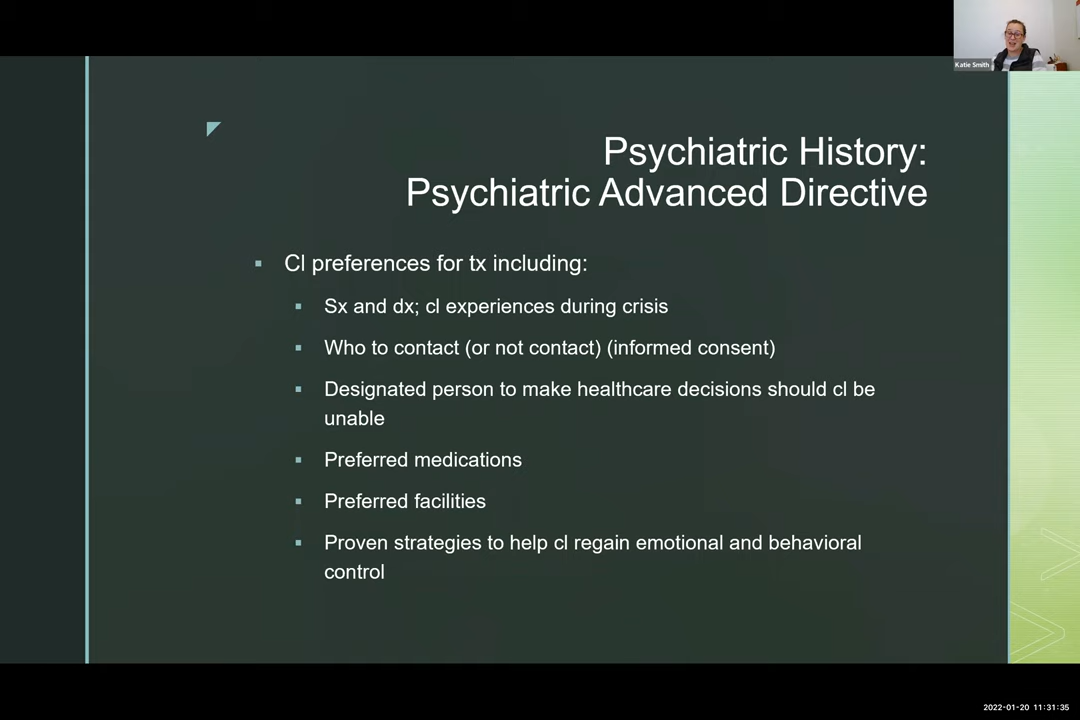 Katie Smith
Psychiatric History:
Psychiatric Advanced Directive
Cl preferences for tx including:
Sx and dx; cl experiences during crisis
Who to contact (or not contact) (informed consent)
Designated person to make healthcare decisions should cl be
unable
Preferred medications
Preferred facilities
Proven strategies to help cl regain emotional and behavioral
control
2022-01-20 11:31:35